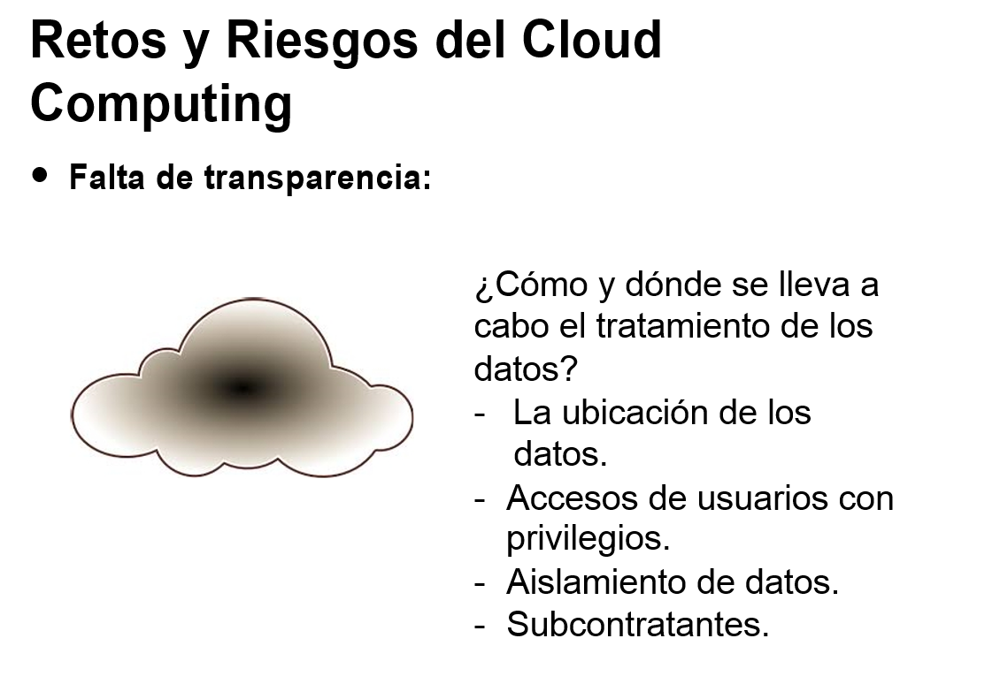 Retos y Riesgos del Cloud
Computing
• Falta de transparencia:
¿Cómo y dónde se lleva a
cabo el tratamiento de los
datos?
- La ubicación de los
datos.
- Accesos de usuarios con
privilegios.
- Aislamiento de datos.
- Subcontratantes.